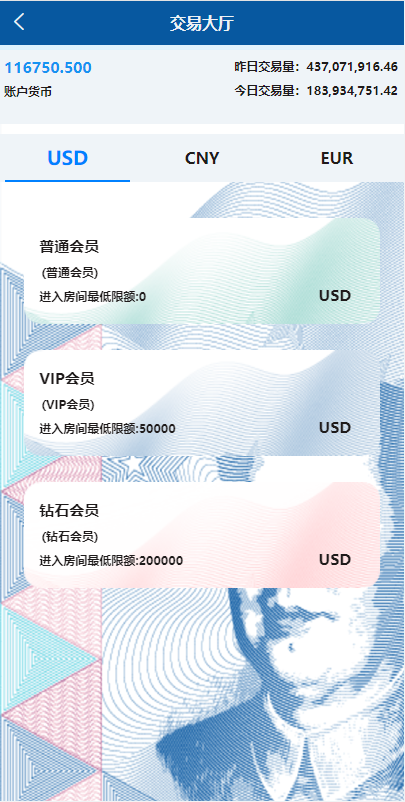 交易大厅
116750.500
昨日交易量：437,071,916.46
账户货币
今日交易量：183,934,751.42
USD CNY EUR
普通会员
(普通会员)
进入房间最低限额:0
USD
VIP会员
(VIP会员)
进入房间最低限额:50000
USD
钻石会员
(钻石会员)
进入房间最低限额:200000
USD